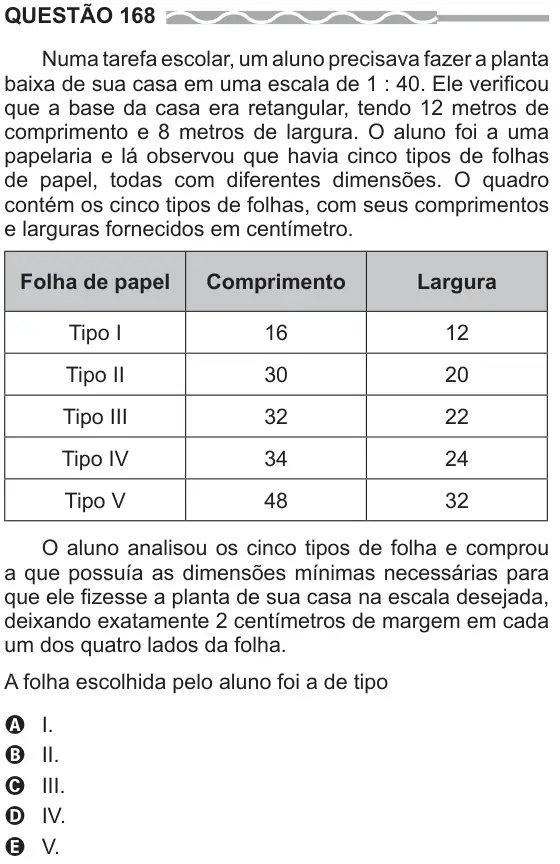 QUESTÃO 168
Numa tarefa escolar, um aluno precisava fazer a planta
baixa de sua casa em uma escala de 1 : 40. Ele verificou
que a base da casa era retangular, tendo 12 metros de
comprimento e 8 metros de largura. O aluno foi a uma
papelaria e lá observou que havia cinco tipos de folhas
de papel, todas com diferentes dimensões. O quadro
contém os cinco tipos de folhas, com seus comprimentos
e larguras fornecidos em centímetro.
Folha de papel Comprimento Largura
Tipo I 16 12
Tipo II 30 20
Tipo III 32 22
Tipo IV 34 24
Tipo V 48 32
O aluno analisou os cinco tipos de folha e comprou
a que possuía as dimensões mínimas necessárias para
que ele fizesse a planta de sua casa na escala desejada,
deixando exatamente 2 centímetros de margem em cada
um dos quatro lados da folha.
A folha escolhida pelo aluno foi a de tipo
A I.
B II.
C III.
D IV.
E V.